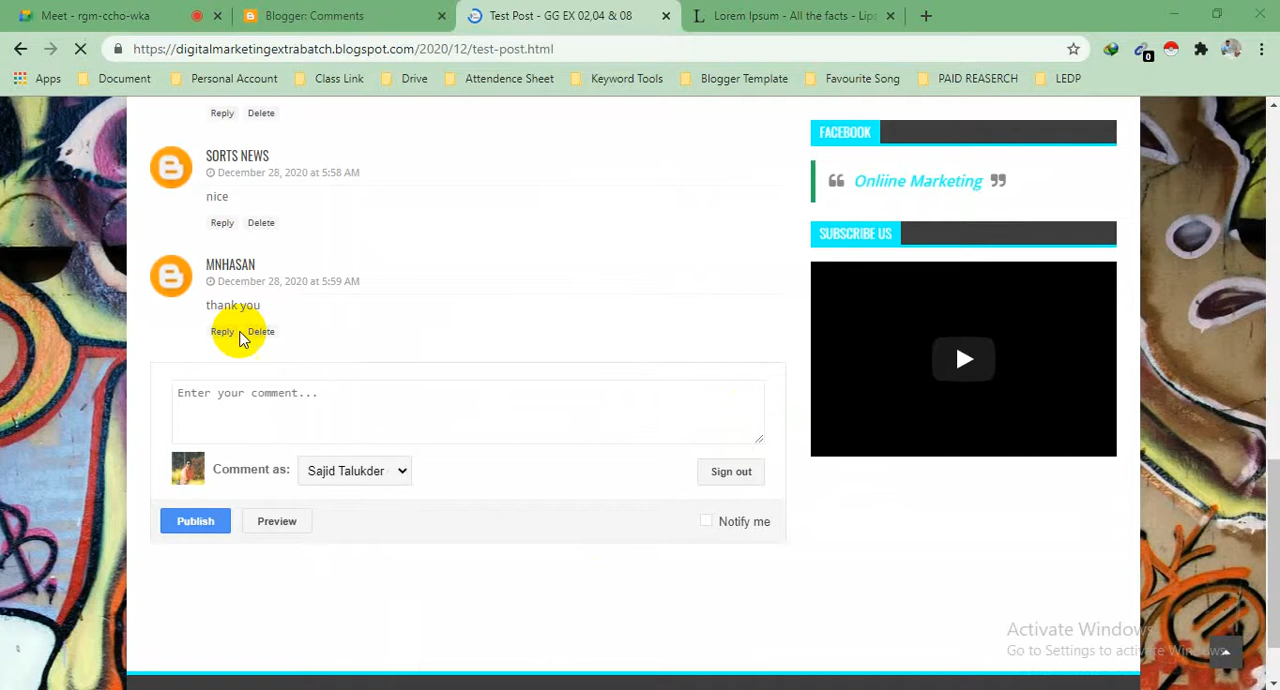 Meet - rgm-ccho-wka
Blogger: Comments
Test Post - GG EX 02,04 & 08
Lorem Ipsum - All the facts - Lips
https://digitalmarketingextrabatch.blogspot.com/2020/12/test-post.html
0
Apps
Document
Personal Account
Class Link
Drive
Attendence Sheet
Keyword Tools
Blogger Template
Favourite Song
PAID REASERCH
LEDP
Reply Delete
SORTS NEWS
December 28, 2020 at 5:58 AM
nice
Reply Delete
MNHASAN
December 28, 2020 at 5:59 AM
thank you
Reply Delete
Enter your comment...
Comment as: Sajid Talukder
Sign out
Publish
Preview
Notify me
FACEBOOK
Onliine Marketing
SUBSCRIBE US
Activate Windows
Go to Settings to activate Windows.